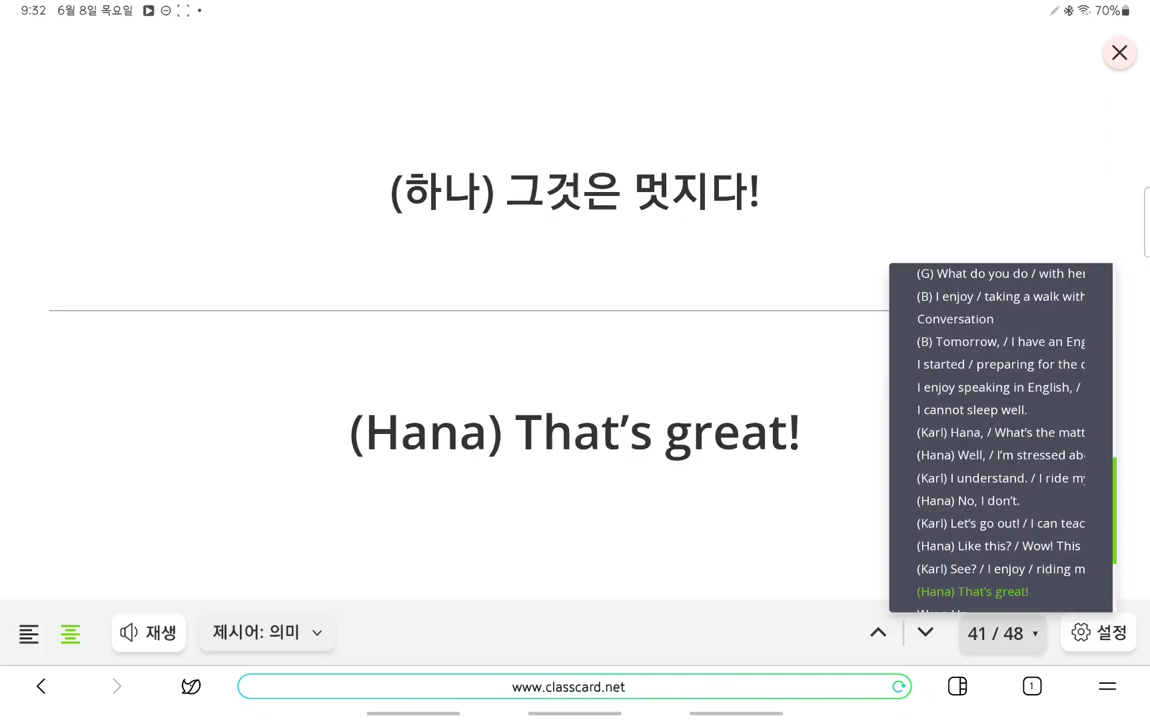 9:32 6월 8일 목요일
70%
(하나) 그것은 멋지다!
(Hana) That's great!
(G) What do you do / with her
(B) I enjoy / taking a walk with
Conversation
(B) Tomorrow, / I have an Eng
I started / preparing for the c
I enjoy speaking in English, /
I cannot sleep well.
(Karl) Hana, / What's the matt
(Hana) Well, / I'm stressed ab
(Karl) I understand. / I ride my
(Hana) No, I don't.
(Karl) Let's go out! / I can teac
(Hana) Like this? / Wow! This
(Karl) See? / I enjoy / riding m
(Hana) That's great!
재생
제시어: 의미
41 / 48
설정
www.classcard.net
1